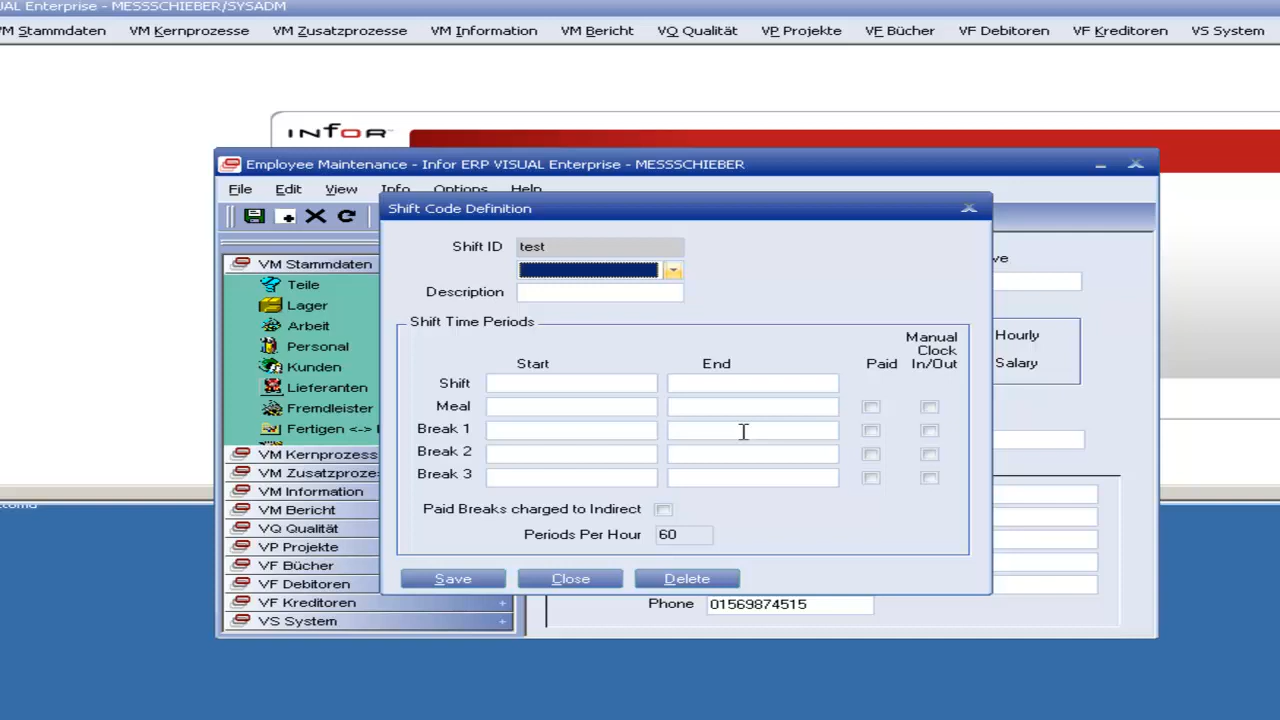 UAL Enterprise - MESSSCHIEBER/SYSADM
VM Stammdaten VM Kernprozesse VM Zusatzprozesse VM Information VM Bericht VQ Qualität VP Projekte VF Bücher VF Debitoren VF Kreditoren VS System
infor
Employee Maintenance - Infor ERP VISUAL Enterprise - MESSSCHIEBER
File Edit View Info Options Help
Shift Code Definition
Shift ID test
Description
Shift Time Periods
Start End Paid Manual Clock In/Out
Shift
Meal
Break 1
Break 2
Break 3
Paid Breaks charged to Indirect
Periods Per Hour 60
Save Close Delete
VM Stammdaten
Teile
Lager
Arbeit
Personal
Kunden
Lieferanten
Fremdleister
Fertigen <-> 
VM Kernprozess
VM Zusatzproze
VM Information
VM Bericht
VQ Qualität
VP Projekte
VF Bücher
VF Debitoren
VF Kreditoren +
VS System +
ve
Hourly
Salary
Phone 01569874515